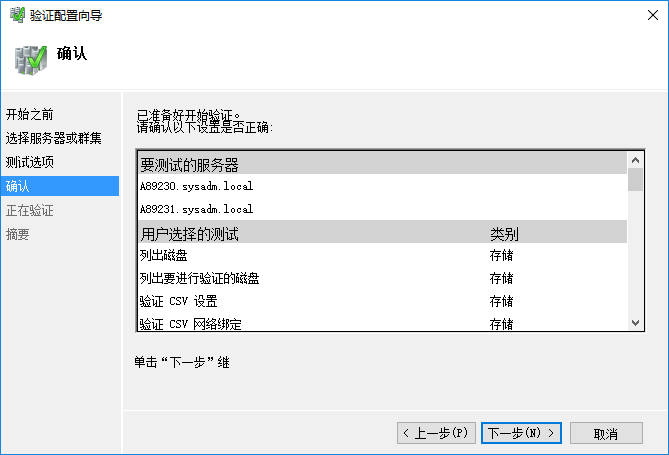 验证配置向导
确认
开始之前
选择服务器或群集
测试选项
确认
正在验证
摘要
已准备好开始验证。
请确认以下设置是否正确:
要测试的服务器
A89230.sysadm.local
A89231.sysadm.local
用户选择的测试 类别
列出磁盘 存储
列出要进行验证的磁盘 存储
验证 CSV 设置 存储
验证 CSV 网络绑定 存储
单击“下一步”继
< 上一步(P) 下一步(N) > 取消